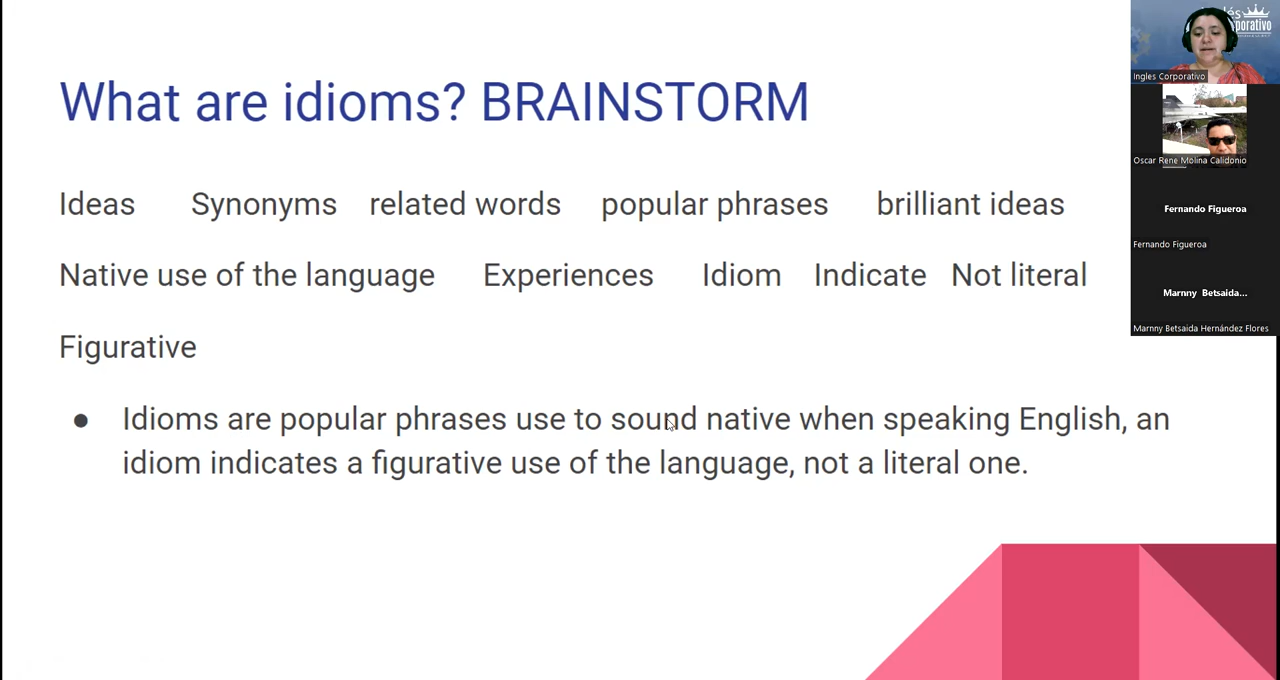 What are idioms? BRAINSTORM
Ideas Synonyms related words popular phrases brilliant ideas
Native use of the language Experiences Idiom Indicate Not literal
Figurative
● Idioms are popular phrases use to sound native when speaking English, an
idiom indicates a figurative use of the language, not a literal one.
Ingles Corporativo
Oscar Rene Molina Calidonio
Fernando Figueroa
Fernando Figueroa
Marnny Betsaida...
Marnny Betsaida Hernández Flores